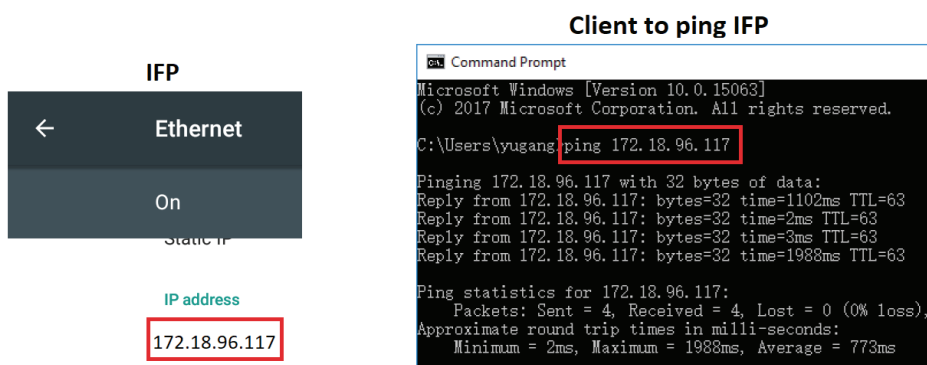 IFP
Ethernet
On
Static IP
IP address
172.18.96.117
Client to ping IFP
Command Prompt
Microsoft Windows [Version 10.0.15063]
(c) 2017 Microsoft Corporation. All rights reserved.
C:\Users\yugang>ping 172.18.96.117
Pinging 172.18.96.117 with 32 bytes of data:
Reply from 172.18.96.117: bytes=32 time=1102ms TTL=63
Reply from 172.18.96.117: bytes=32 time=2ms TTL=63
Reply from 172.18.96.117: bytes=32 time=3ms TTL=63
Reply from 172.18.96.117: bytes=32 time=1988ms TTL=63
Ping statistics for 172.18.96.117:
Packets: Sent = 4, Received = 4, Lost = 0 (0% loss),
Approximate round trip times in milli-seconds:
Minimum = 2ms, Maximum = 1988ms, Average = 773ms